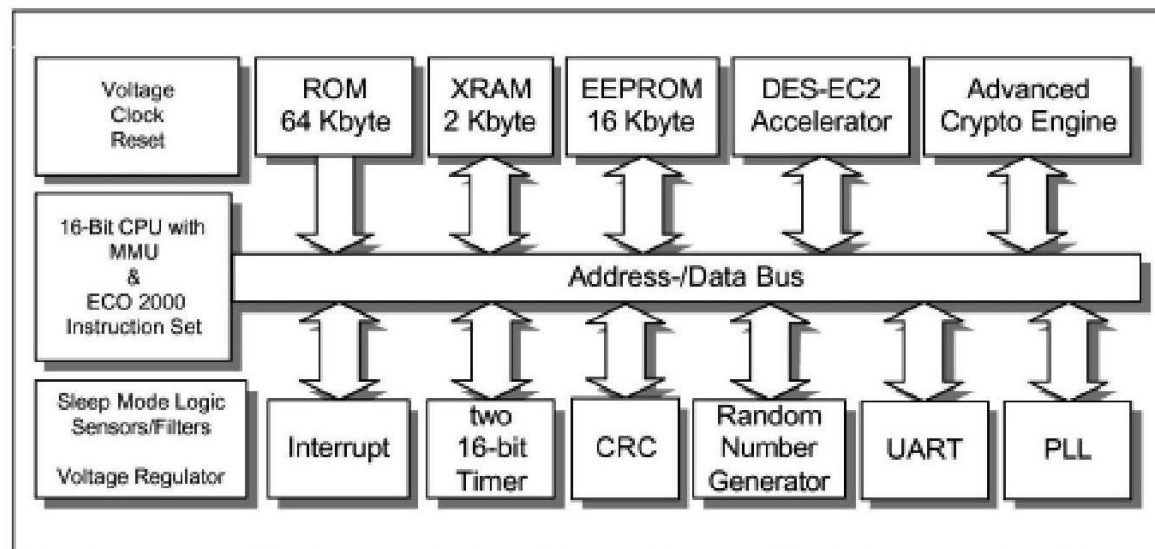 Voltage
Clock
Reset
ROM
64 Kbyte
XRAM
2 Kbyte
EEPROM
16 Kbyte
DES-EC2
Accelerator
Advanced
Crypto Engine
16-Bit CPU with
MMU
&
ECO 2000
Instruction Set
Address-/Data Bus
Sleep Mode Logic
Sensors/Filters
Voltage Regulator
Interrupt
two
16-bit
Timer
CRC
Random
Number
Generator
UART
PLL